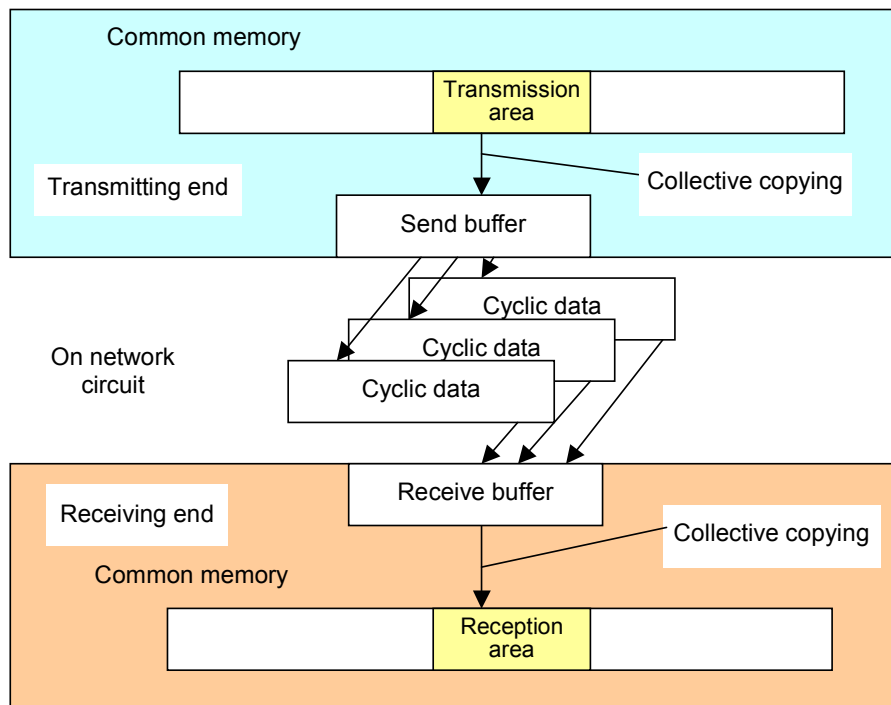 Common memory
Transmission
area
Transmitting end
Collective copying
Send buffer
Cyclic data
Cyclic data
Cyclic data
On network
circuit
Receive buffer
Receiving end
Collective copying
Common memory
Reception
area